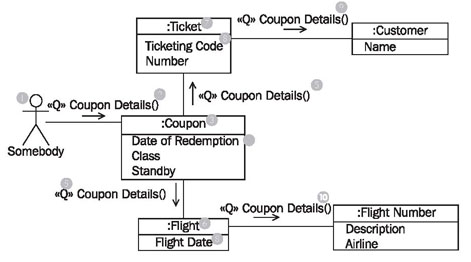 :Ticket
Ticketing Code
Number
«Q» Coupon Details()
:Customer
Name
«Q» Coupon Details()
Somebody
«Q» Coupon Details()
:Coupon
Date of Redemption
Class
Standby
«Q» Coupon Details()
:Flight
Flight Date
«Q» Coupon Details()
10
:Flight Number
Description
Airline